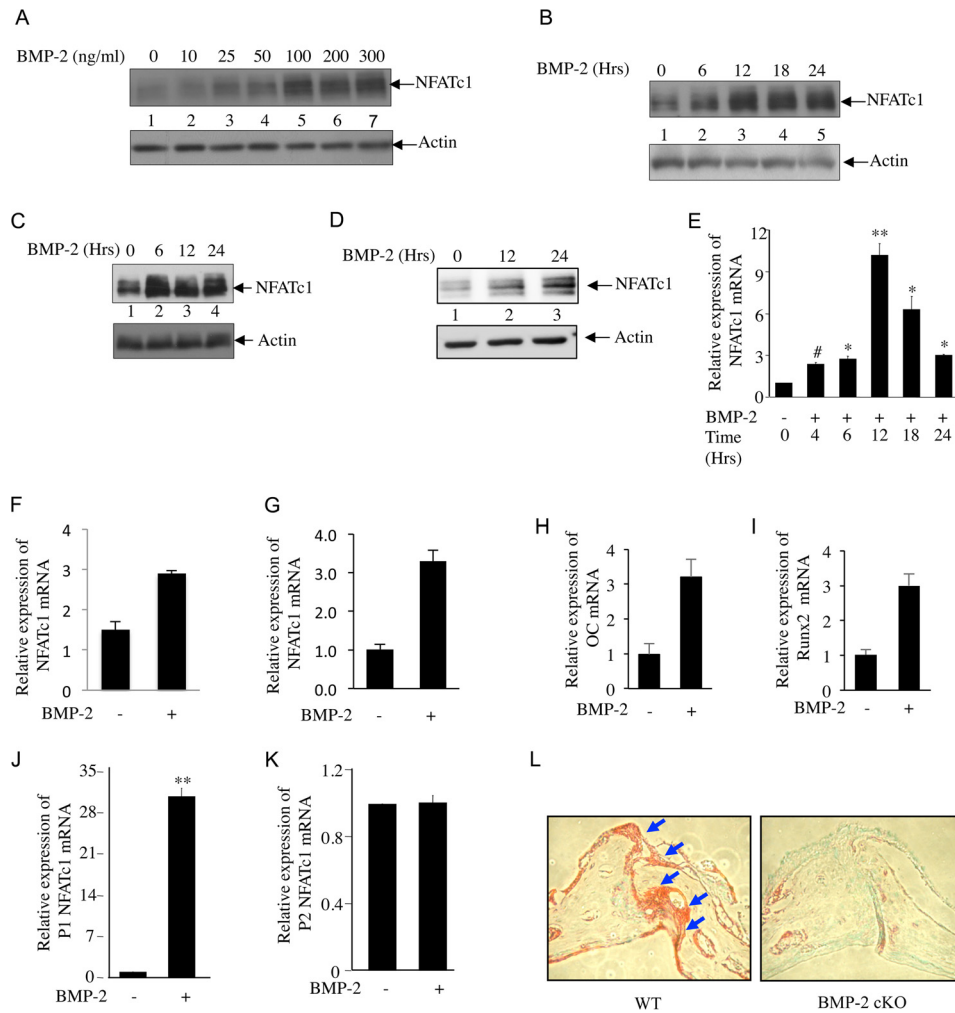 A
BMP-2 (ng/ml) 0 10 25 50 100 200 300
NFATc1
1 2 3 4 5 6 7
Actin
B
BMP-2 (Hrs) 0 6 12 18 24
NFATc1
1 2 3 4 5
Actin
C
BMP-2 (Hrs) 0 6 12 24
NFATc1
1 2 3 4
Actin
D
BMP-2 (Hrs) 0 12 24
NFATc1
1 2 3
Actin
E
Relative expression of
NFATc1 mRNA
12
9
6
3
0
# * ** * *
BMP-2 - + + + + +
Time 0 4 6 12 18 24
(Hrs)
F
Relative expression of
NFATc1 mRNA
4
3
2
1
0
BMP-2 - +
G
Relative expression of
NFATc1 mRNA
4.0
3.0
2.0
1.0
0.0
BMP-2 - +
H
Relative expression of
OC mRNA
4
3
2
1
0
BMP-2 - +
I
Relative expression of
Runx2 mRNA
4
3
2
1
0
BMP-2 - +
J
Relative expression of
P1 NFATc1 mRNA
35
28
21
14
7
0
**
BMP-2 - +
K
Relative expression of
P2 NFATc1 mRNA
1.2
0.8
0.4
0
BMP-2 - +
L
WT
BMP-2 cKO